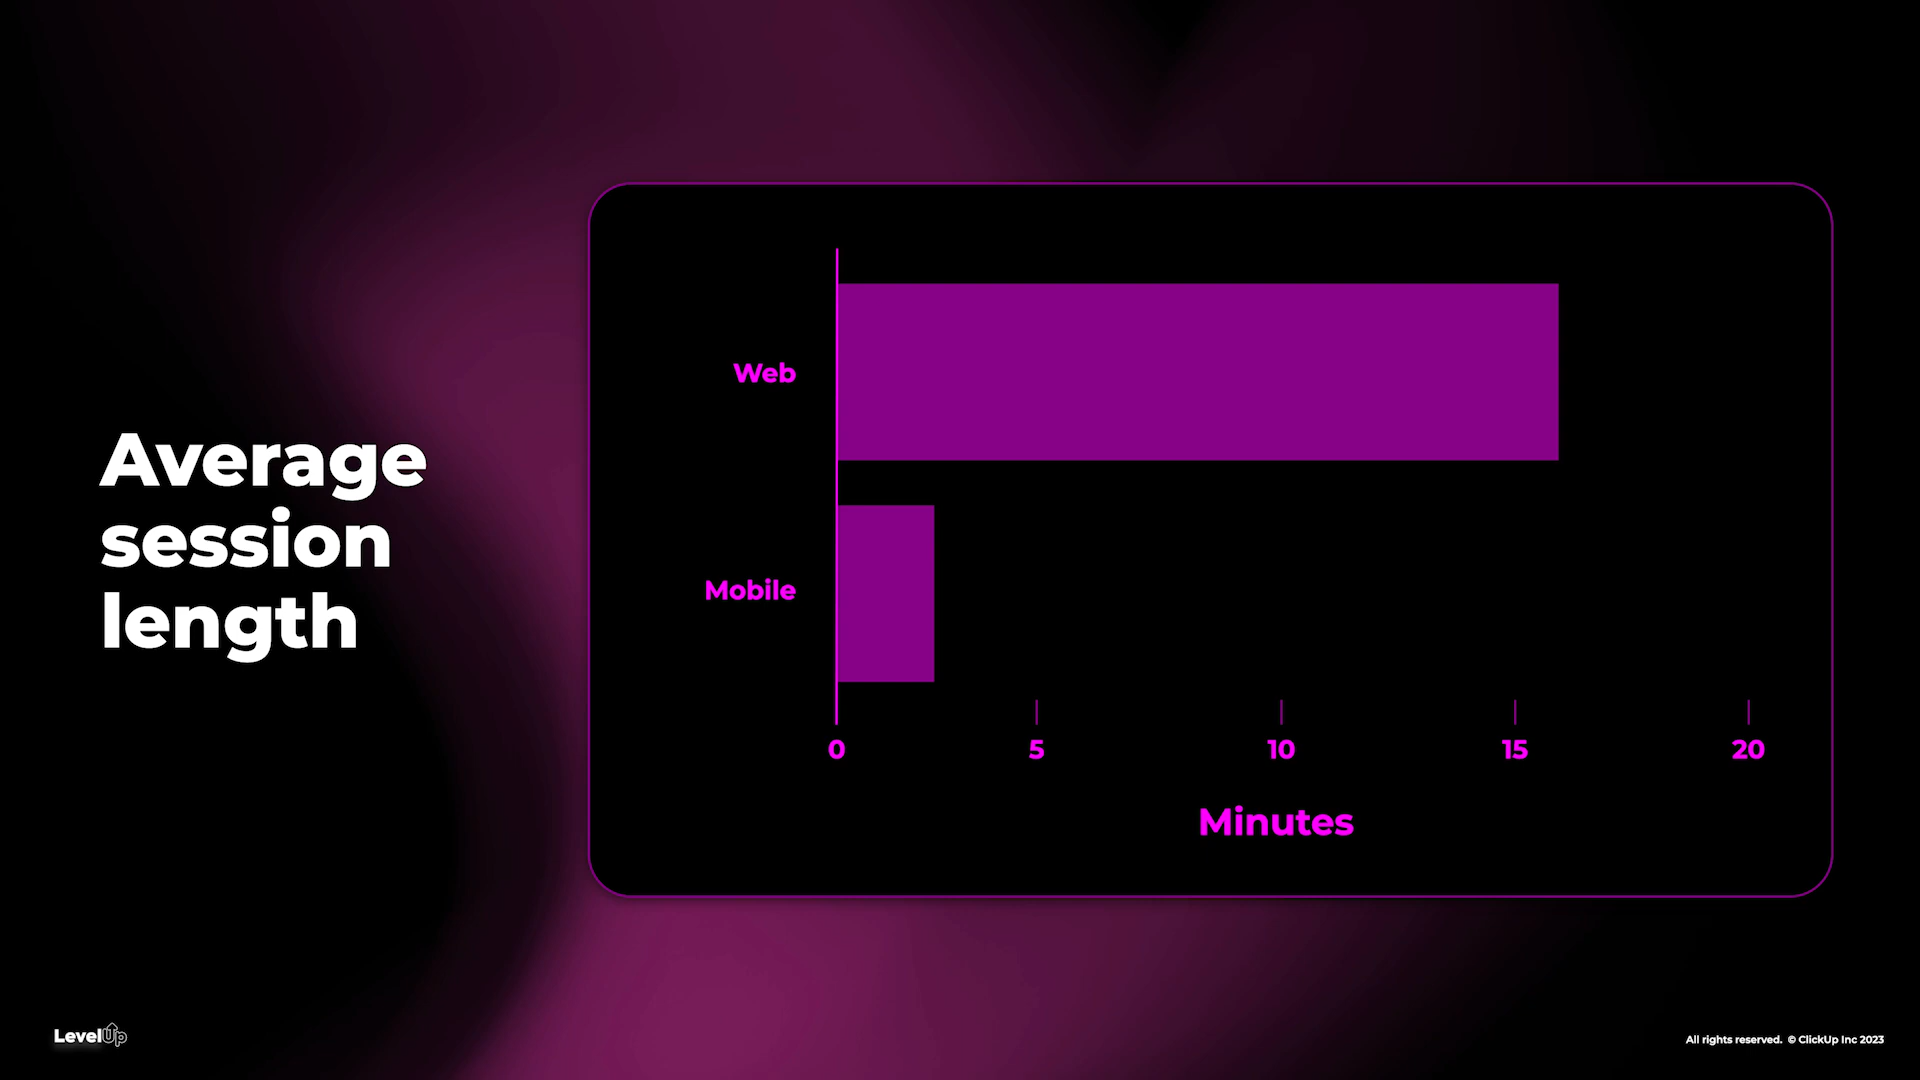 Average
session
length
Web
Mobile
0 5 10 15 20
Minutes
LevelUp
All rights reserved. © ClickUp Inc 2023